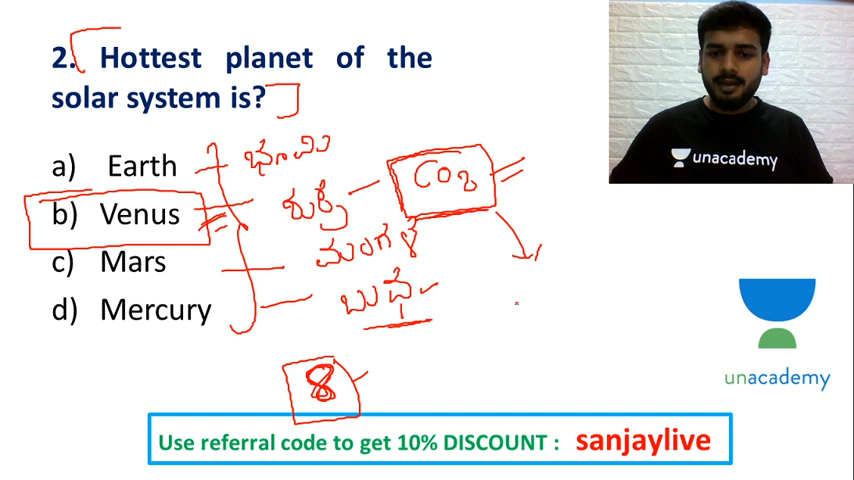 2. Hottest planet of the
solar system is?
a) Earth ಭೂಮಿ
b) Venus ಶುಕ್ರ CO2
c) Mars ಮಂಗಳ
d) Mercury ಬುಧ
8
unacademy
unacademy
Use referral code to get 10% DISCOUNT : sanjaylive